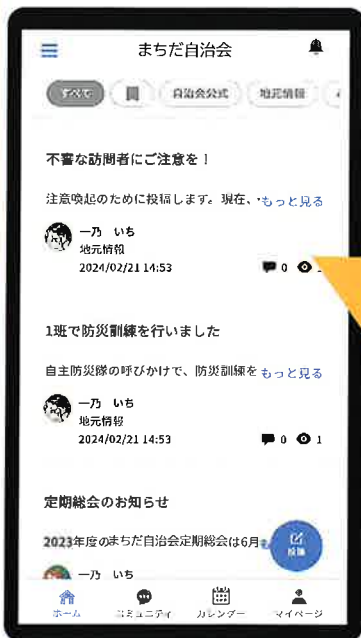 まちだ自治会
すべて 自治会公式 地元情報
不審な訪問者にご注意を！
注意喚起のために投稿します。現在、 もっと見る
一乃 いち
地元情報
2024/02/21 14:53 0
1班で防災訓練を行いました
自主防災隊の呼びかけで、防災訓練を もっと見る
一乃 いち
地元情報
2024/02/21 14:53 0 1
定期総会のお知らせ
2023年度のまちだ自治会定期総会は6月
投稿
一乃 いち
ホーム コミュニティ カレンダー マイページ